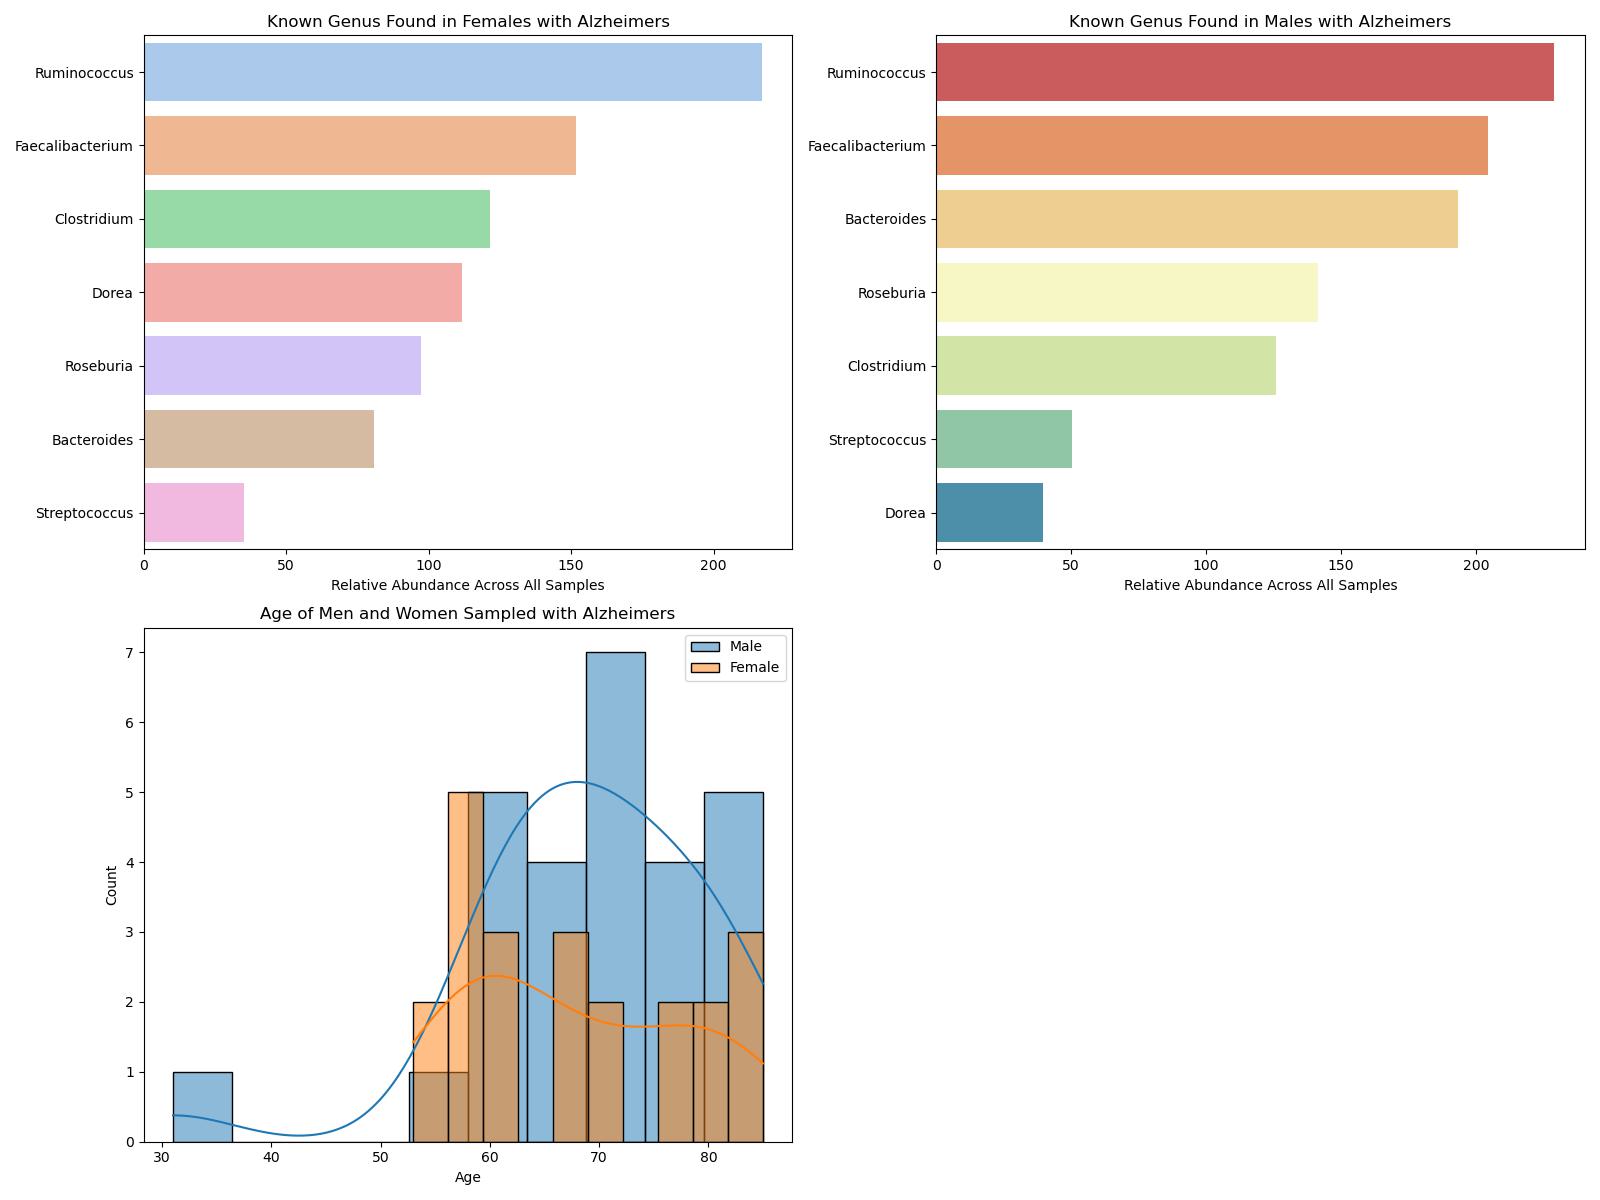 Known Genus Found in Females with Alzheimers
Ruminococcus
Faecalibacterium
Clostridium
Dorea
Roseburia
Bacteroides
Streptococcus
0 50 100 150 200
Relative Abundance Across All Samples
Known Genus Found in Males with Alzheimers
Ruminococcus
Faecalibacterium
Bacteroides
Roseburia
Clostridium
Streptococcus
Dorea
0 50 100 150 200
Relative Abundance Across All Samples
Age of Men and Women Sampled with Alzheimers
Male
Female
Count
7
6
5
4
3
2
1
0
30 40 50 60 70 80
Age